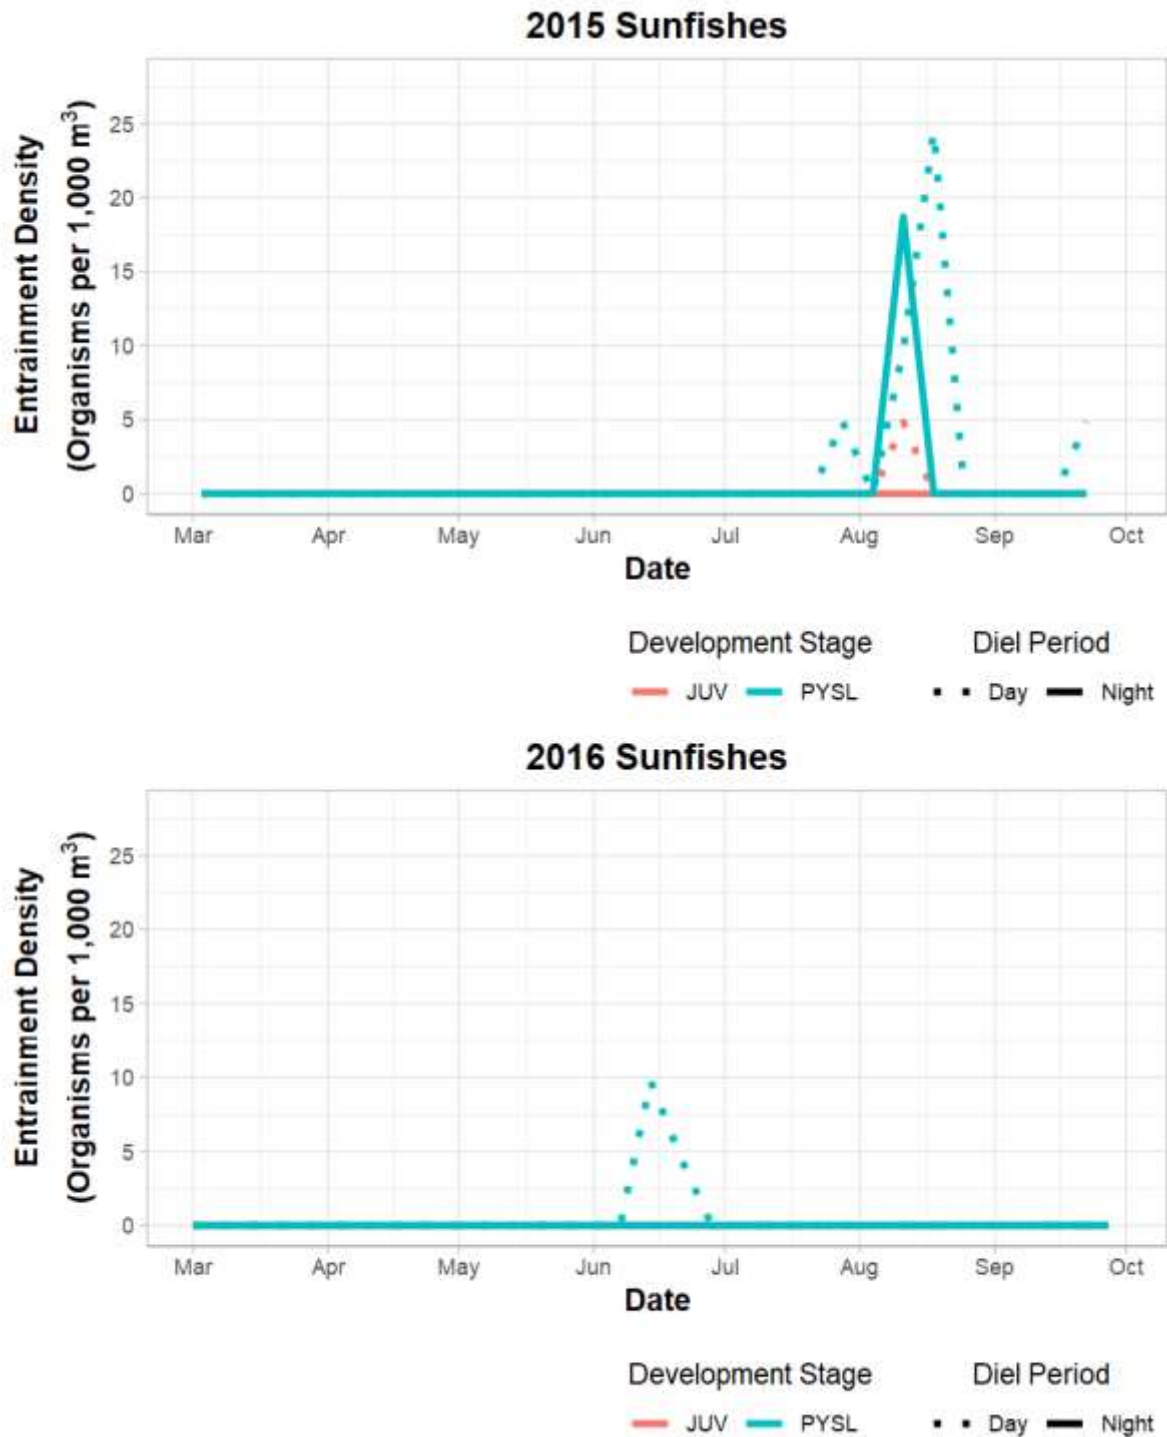 2015 Sunfishes
Entrainment Density
(Organisms per 1,000 m³)
25
20
15
10
5
0
Mar Apr May Jun Jul Aug Sep Oct
Date
Development Stage Diel Period
JUV PYSL Day Night
2016 Sunfishes
Entrainment Density
(Organisms per 1,000 m³)
25
20
15
10
5
0
Mar Apr May Jun Jul Aug Sep Oct
Date
Development Stage Diel Period
JUV PYSL Day Night